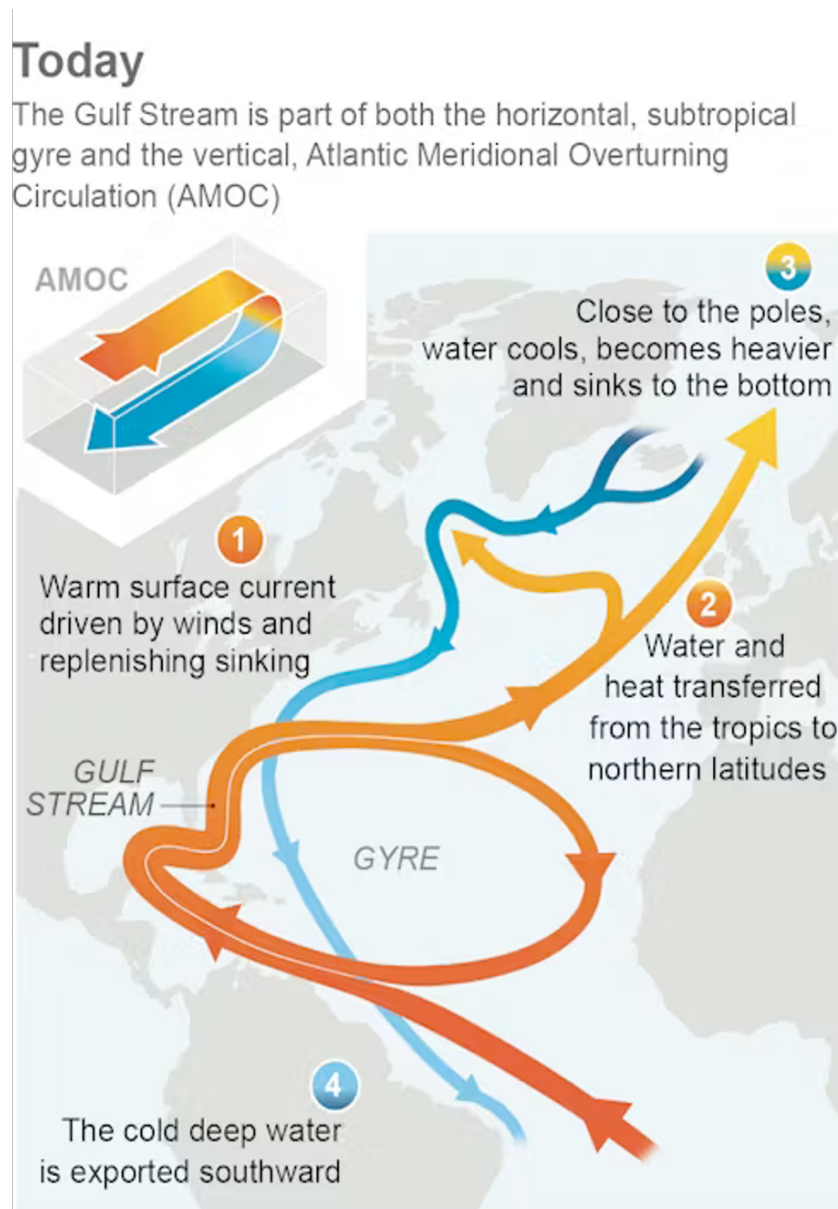 Today
The Gulf Stream is part of both the horizontal, subtropical
gyre and the vertical, Atlantic Meridional Overturning
Circulation (AMOC)
AMOC
3
Close to the poles,
water cools, becomes heavier
and sinks to the bottom
1
Warm surface current
driven by winds and
replenishing sinking
2
Water and
heat transferred
from the tropics to
northern latitudes
GULF
STREAM
GYRE
4
The cold deep water
is exported southward